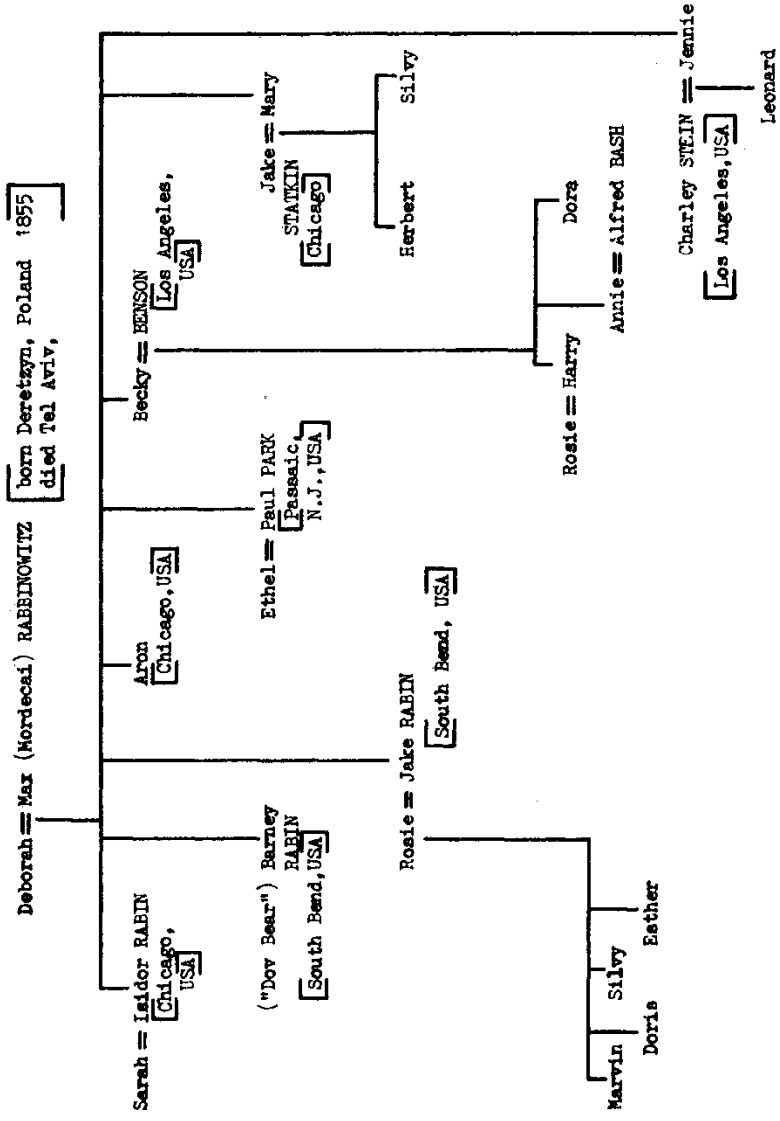 Deborah = Max (Mordecai) RABBINOWITZ [born Deretzyn, Poland 1855]
[died Tel Aviv,]
Sarah = Isidor RABIN
[Chicago,
USA]
Aron
[Chicago,USA]
Becky = BENSON
[Los Angeles,
USA]
("Dov Bear") Barney
RABIN
[South Bend,USA]
Ethel = Paul PARK
[Passaic,
N.J.,USA]
Jake = Mary
STATKIN
[Chicago]
Rosie = Jake RABIN
[South Bend, USA]
Herbert
Silvy
Rosie = Harry
Dora
Annie = Alfred BASH
Marvin
Silvy
Doris
Esther
Charley STEIN = Jennie
[Los Angeles,USA]
Leonard